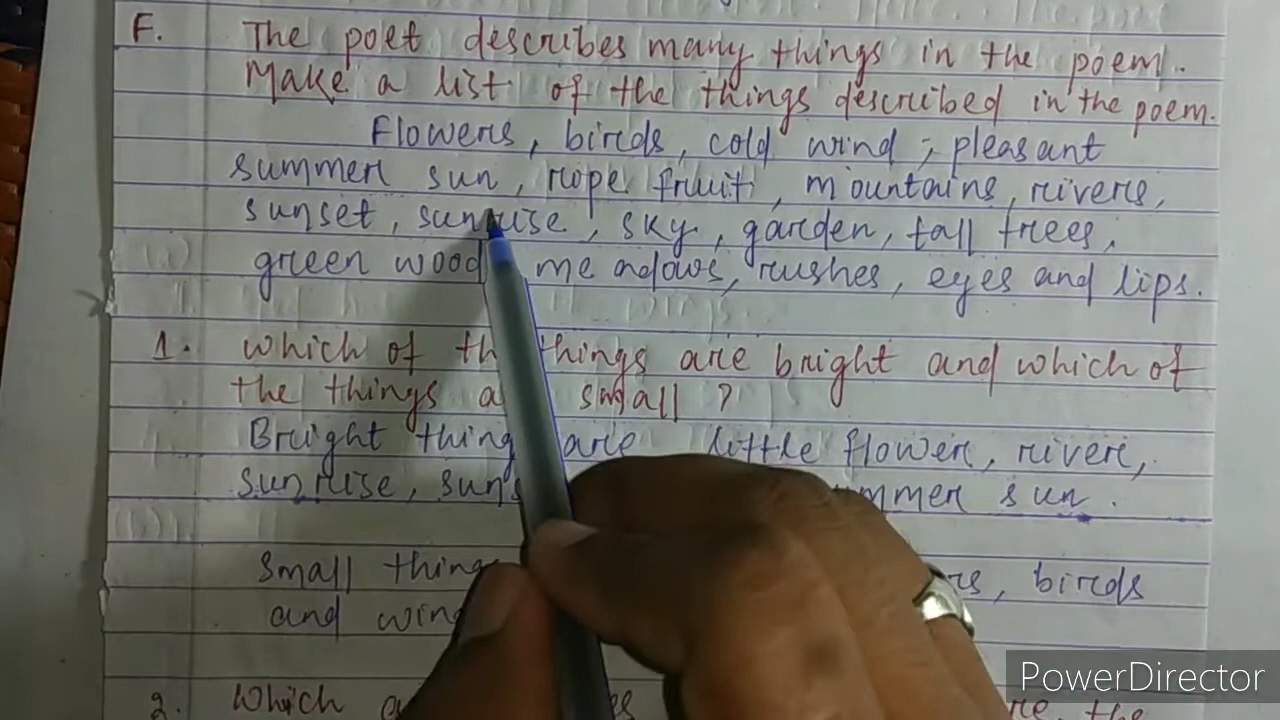 F. The poet describes many things in the poem.
Make a list of the things described in the poem.
Flowers, birds, cold wind, pleasant
summer sun, ripe fruit, mountains, rivers,
sunset, sunrise, sky, garden, tall trees,
green wood meadows, rushes, eyes and lips.
1. Which of things are bright and which of
the things small ?
Bright thing are little flower, river,
sunrise, summer sun.
Small things birds
and wing
2. Which the
PowerDirector